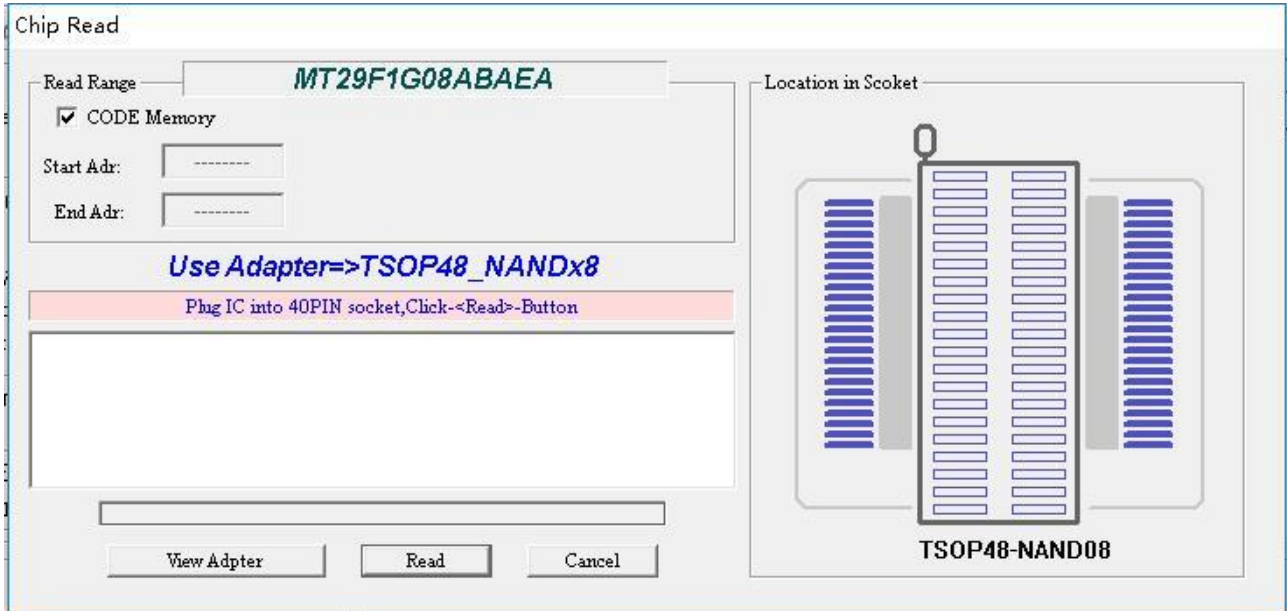 Chip Read
Read Range
MT29F1G08ABAEA
CODE Memory
Start Adr:
--------
End Adr:
--------
Use Adapter=>TSOP48_NANDx8
Plug IC into 40PIN socket,Click-<Read>-Button
View Adpter
Read
Cancel
Location in Scoket
TSOP48-NAND08